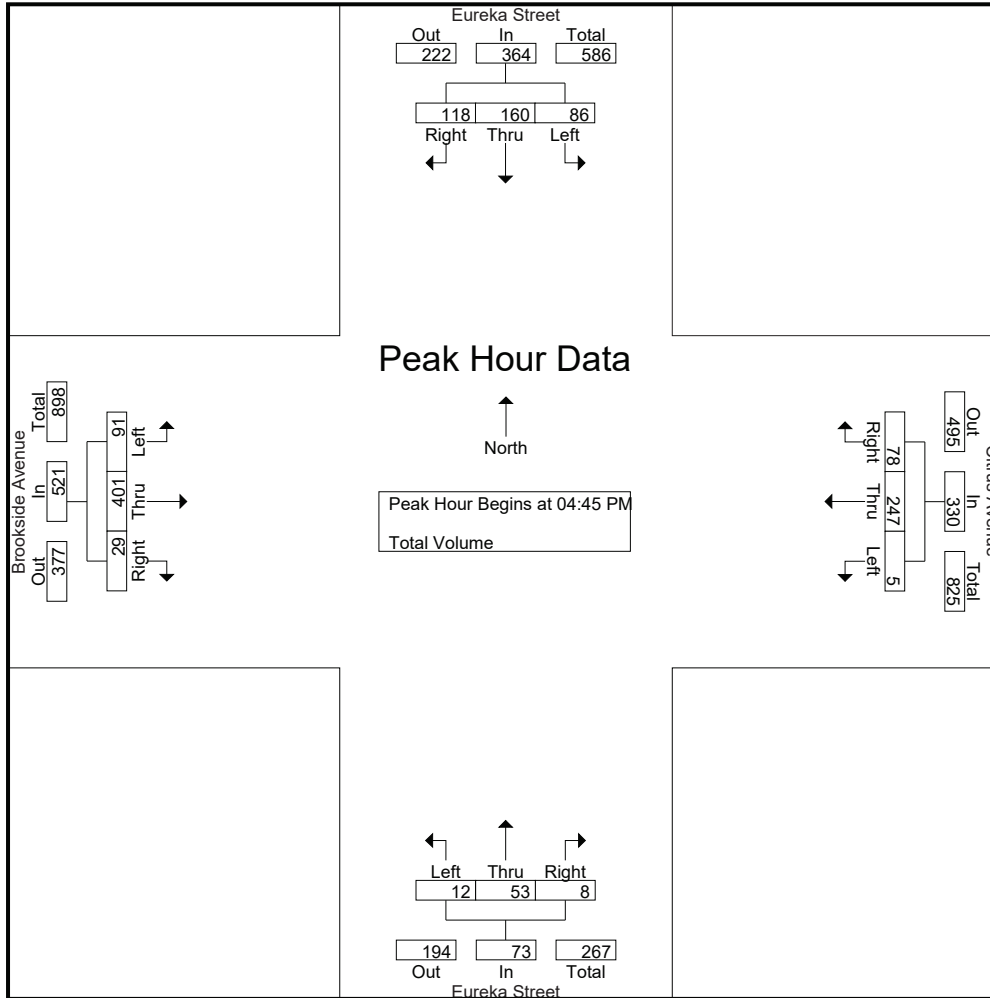 Eureka Street
Out In Total
222 364 586
118 160 86
Right Thru Left
Peak Hour Data
North
Peak Hour Begins at 04:45 PM
Total Volume
Brookside Avenue
Out In Total
377 521 898
29 401 91
Right Thru Left
Out In Total
495 330 825
78 247 5
Right Thru Left
Left Thru Right
12 53 8
194 73 267
Out In Total
Eureka Street